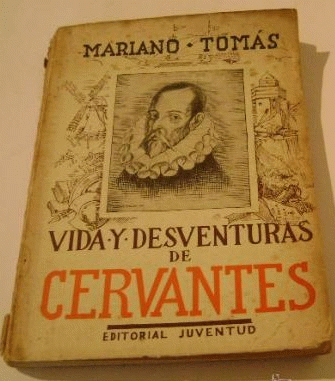 MARIANO · TOMÁS
VIDA·Y·DESVENTURAS
DE
CERVANTES
EDITORIAL JUVENTUD